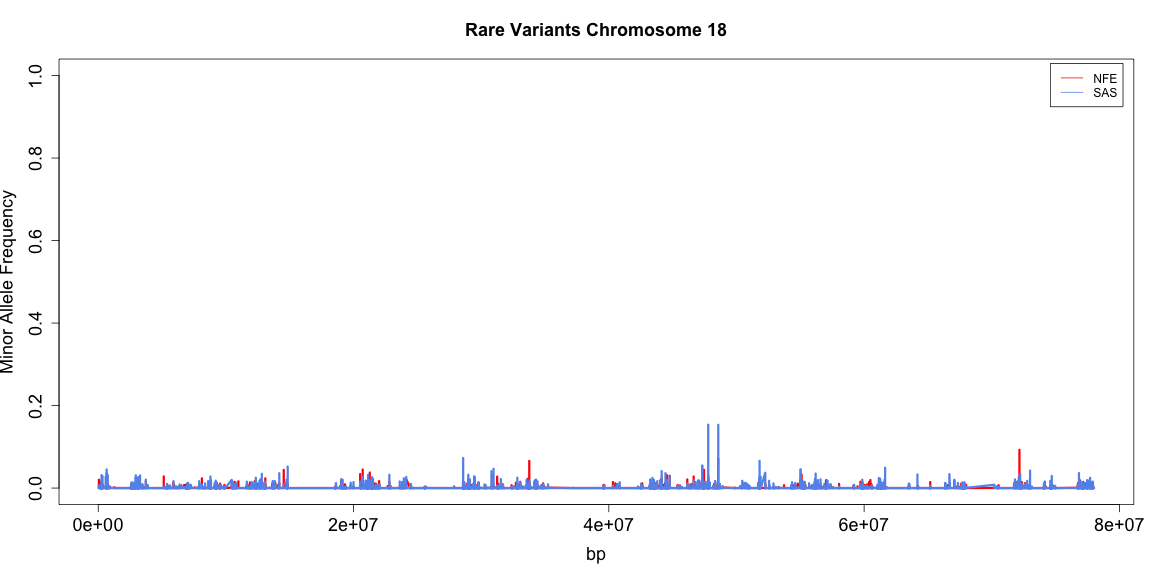 Rare Variants Chromosome 18
NFE
SAS
1.0
0.8
0.6
0.4
0.2
0.0
Minor Allele Frequency
0e+00 2e+07 4e+07 6e+07 8e+07
bp